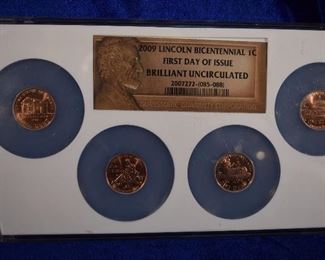 2009 LINCOLN BICENTENNIAL 1C
FIRST DAY OF ISSUE
BRILLIANT UNCIRCULATED
2007272-(085-088)